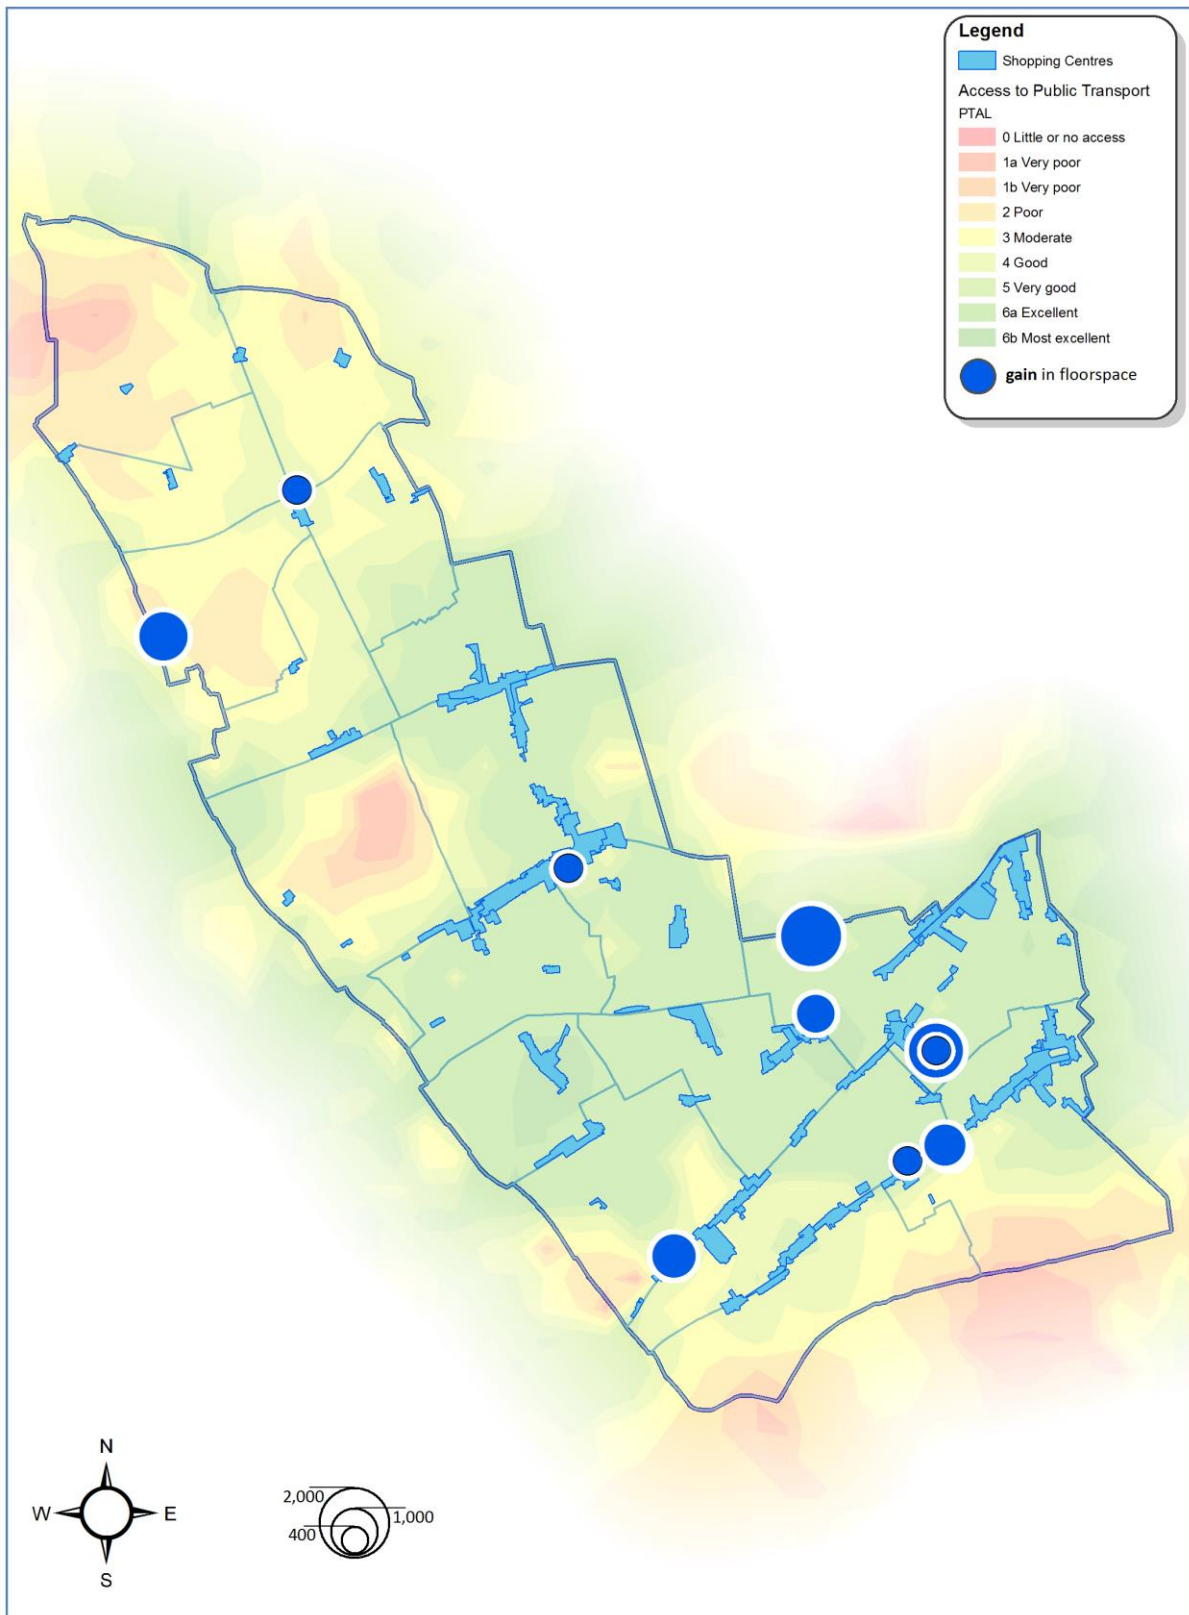 Legend
Shopping Centres
Access to Public Transport
PTAL
0 Little or no access
1a Very poor
1b Very poor
2 Poor
3 Moderate
4 Good
5 Very good
6a Excellent
6b Most excellent
gain in floorspace
N
W E
S
2,000
1,000
400